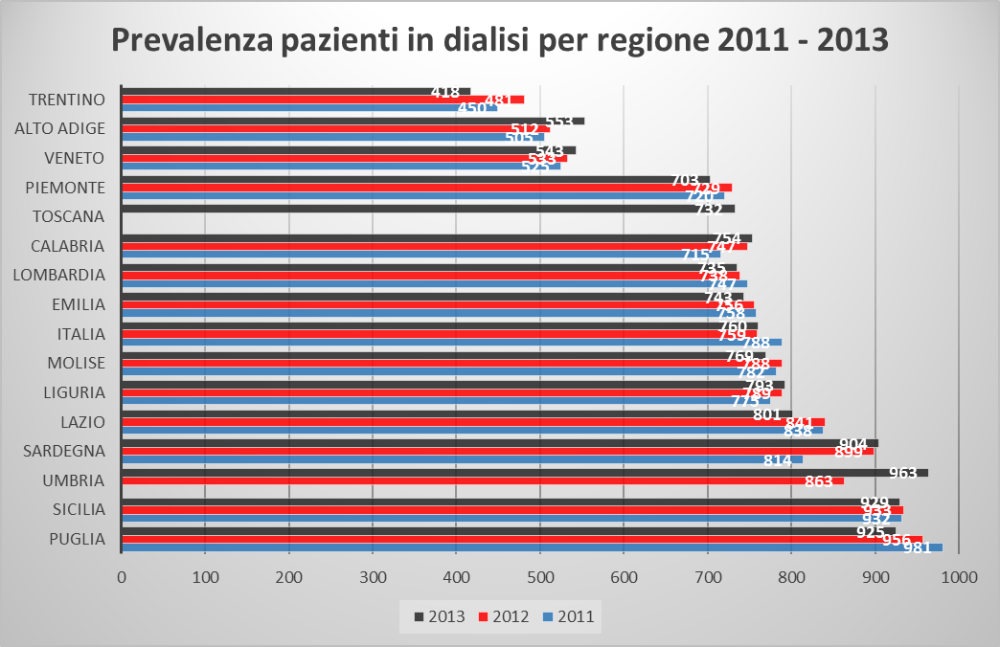 Prevalenza pazienti in dialisi per regione 2011 - 2013
TRENTINO
418
481
450
ALTO ADIGE
553
512
505
VENETO
543
533
525
PIEMONTE
703
729
720
TOSCANA
732
CALABRIA
754
747
715
LOMBARDIA
735
738
747
EMILIA
743
756
758
ITALIA
760
759
788
MOLISE
769
788
782
LIGURIA
793
789
775
LAZIO
801
841
838
SARDEGNA
904
899
814
UMBRIA
963
863
SICILIA
929
933
932
PUGLIA
925
956
981
0 100 200 300 400 500 600 700 800 900 1000
2013 2012 2011